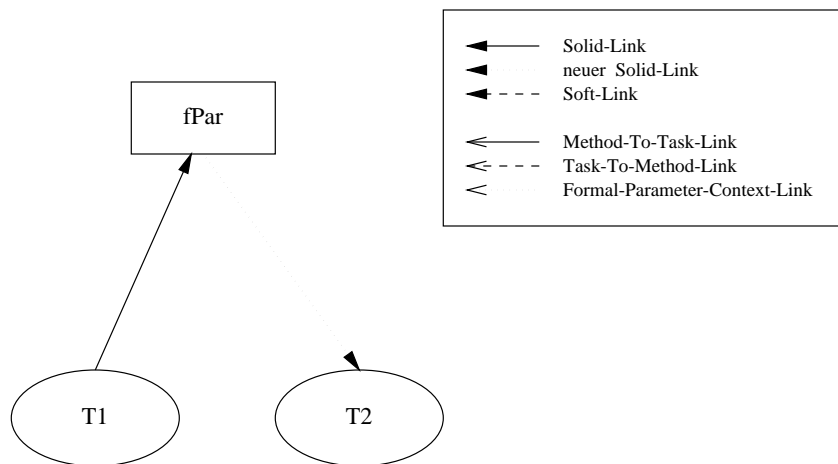 Solid-Link
neuer Solid-Link
Soft-Link
Method-To-Task-Link
Task-To-Method-Link
Formal-Parameter-Context-Link
fPar
T1
T2